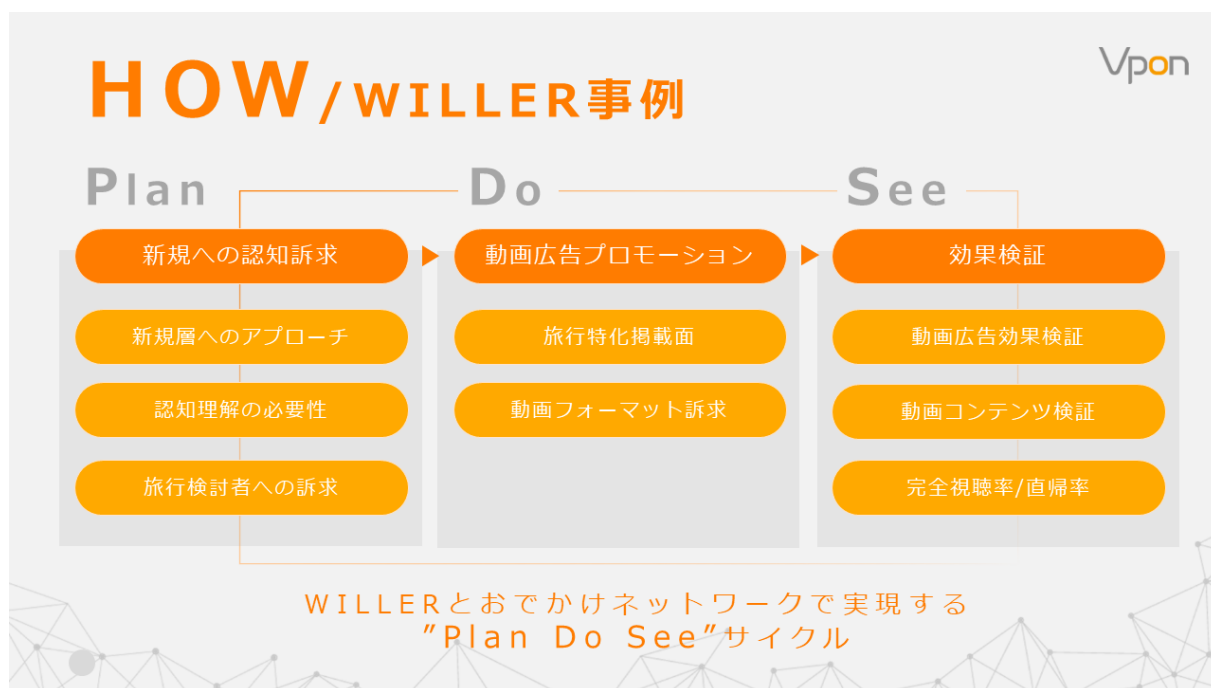 HOW/WILLER事例
Vpon
Plan
Do
See
新規への認知訴求
動画広告プロモーション
効果検証
新規層へのアプローチ
旅行特化掲載面
動画広告効果検証
認知理解の必要性
動画フォーマット訴求
動画コンテンツ検証
旅行検討者への訴求
完全視聴率/直帰率
WILLERとおでかけネットワークで実現する
"Plan Do See"サイクル